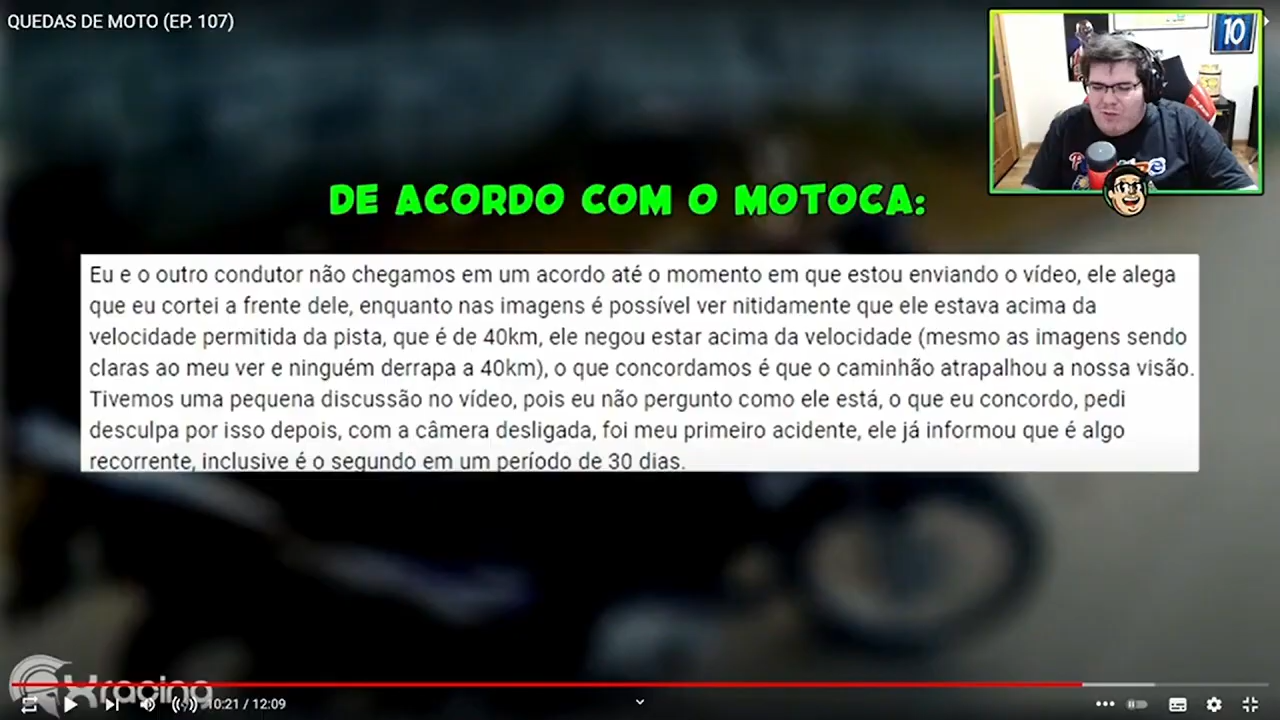 QUEDAS DE MOTO (EP. 107)
10
DE ACORDO COM O MOTOCA:
Eu e o outro condutor não chegamos em um acordo até o momento em que estou enviando o vídeo, ele alega
que eu cortei a frente dele, enquanto nas imagens é possível ver nitidamente que ele estava acima da
velocidade permitida da pista, que é de 40km, ele negou estar acima da velocidade (mesmo as imagens sendo
claras ao meu ver e ninguém derrapa a 40km), o que concordamos é que o caminhão atrapalhou a nossa visão.
Tivemos uma pequena discussão no vídeo, pois eu não pergunto como ele está, o que eu concordo, pedi
desculpa por isso depois, com a câmera desligada, foi meu primeiro acidente, ele já informou que é algo
recorrente, inclusive é o segundo em um período de 30 dias.
racing
10:21 / 12:09